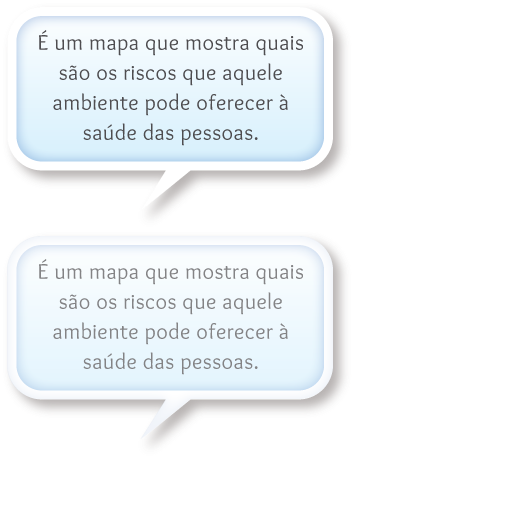 É um mapa que mostra quais
são os riscos que aquele
ambiente pode oferecer à
saúde das pessoas.
É um mapa que mostra quais
são os riscos que aquele
ambiente pode oferecer à
saúde das pessoas.